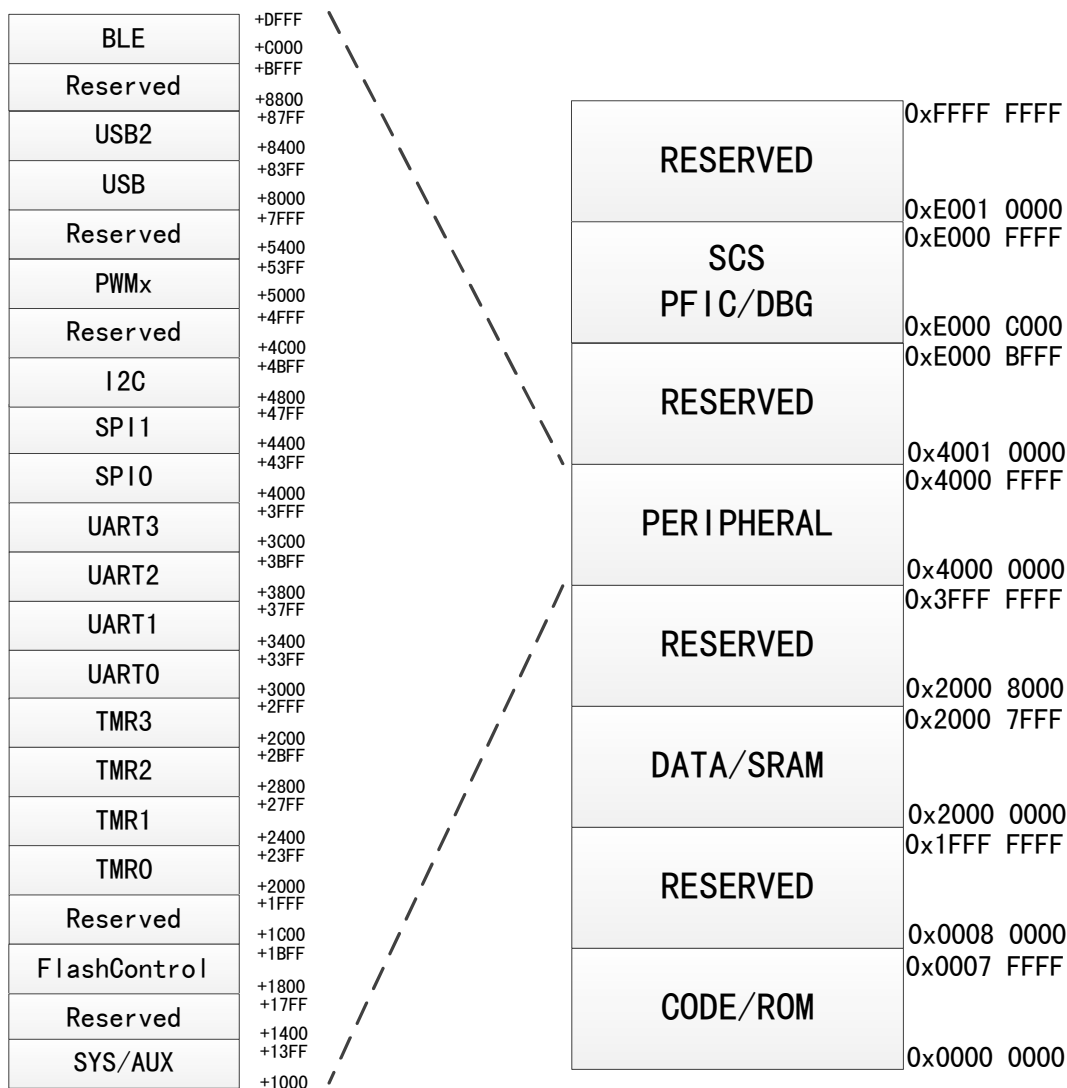 BLE
+DFFF
+C000
Reserved
+BFFF
+8800
USB2
+87FF
+8400
USB
+83FF
+8000
Reserved
+7FFF
+5400
PWMx
+53FF
+5000
Reserved
+4FFF
+4C00
I2C
+4BFF
+4800
SPI1
+47FF
+4400
SPI0
+43FF
+4000
UART3
+3FFF
+3C00
UART2
+3BFF
+3800
UART1
+37FF
+3400
UART0
+33FF
+3000
TMR3
+2FFF
+2C00
TMR2
+2BFF
+2800
TMR1
+27FF
+2400
TMR0
+23FF
+2000
Reserved
+1FFF
+1C00
FlashControl
+1BFF
+1800
Reserved
+17FF
+1400
SYS/AUX
+13FF
+1000
RESERVED
0xFFFF FFFF
0xE001 0000
SCS
PFIC/DBG
0xE000 FFFF
0xE000 C000
RESERVED
0xE000 BFFF
0x4001 0000
PERIPHERAL
0x4000 FFFF
0x4000 0000
RESERVED
0x3FFF FFFF
0x2000 8000
DATA/SRAM
0x2000 7FFF
0x2000 0000
RESERVED
0x1FFF FFFF
0x0008 0000
CODE/ROM
0x0007 FFFF
0x0000 0000